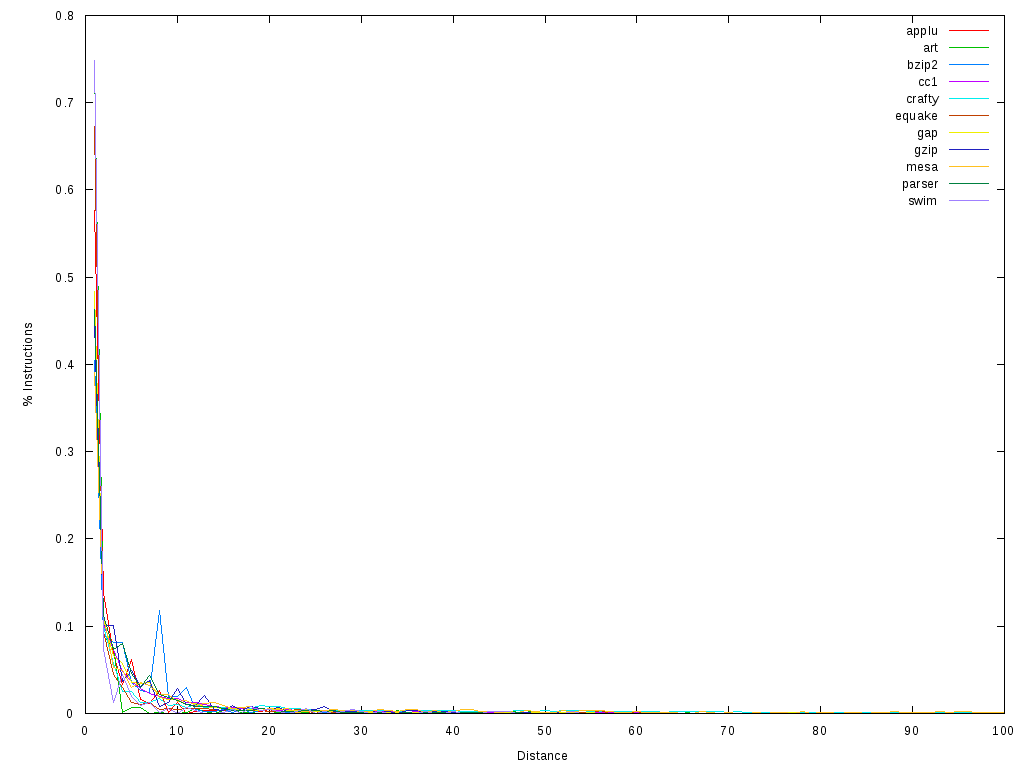 0.8
0.7
0.6
0.5
0.4
0.3
0.2
0.1
0
% Instructions
applu
art
bzip2
cc1
crafty
equake
gap
gzip
mesa
parser
swim
0 10 20 30 40 50 60 70 80 90 100
Distance